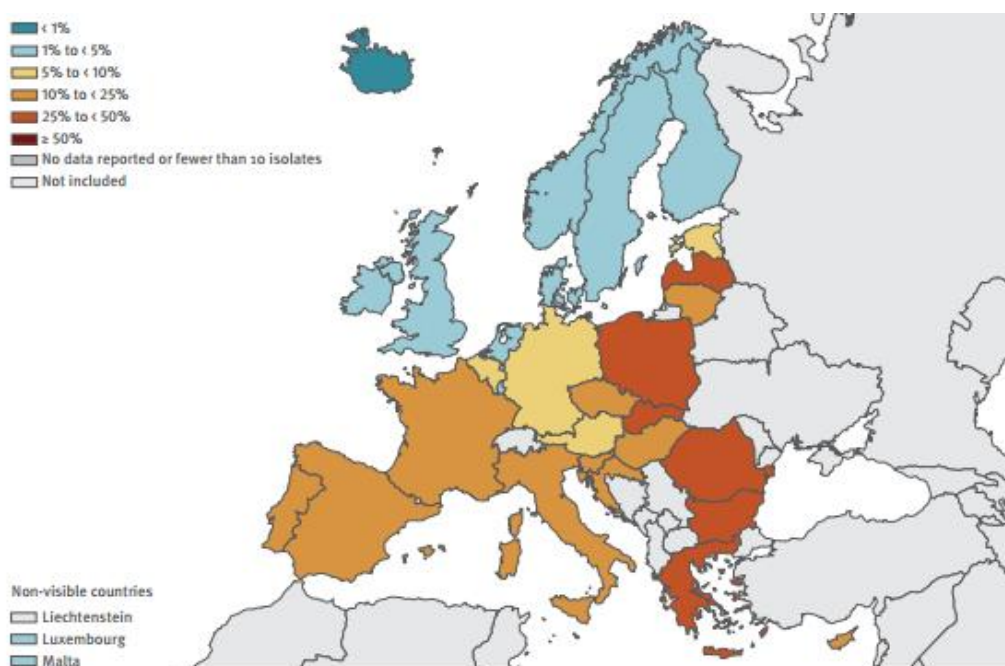 < 1%
1% to < 5%
5% to < 10%
10% to < 25%
25% to < 50%
≥ 50%
No data reported or fewer than 10 isolates
Not included
Non-visible countries
Liechtenstein
Luxembourg
Malta